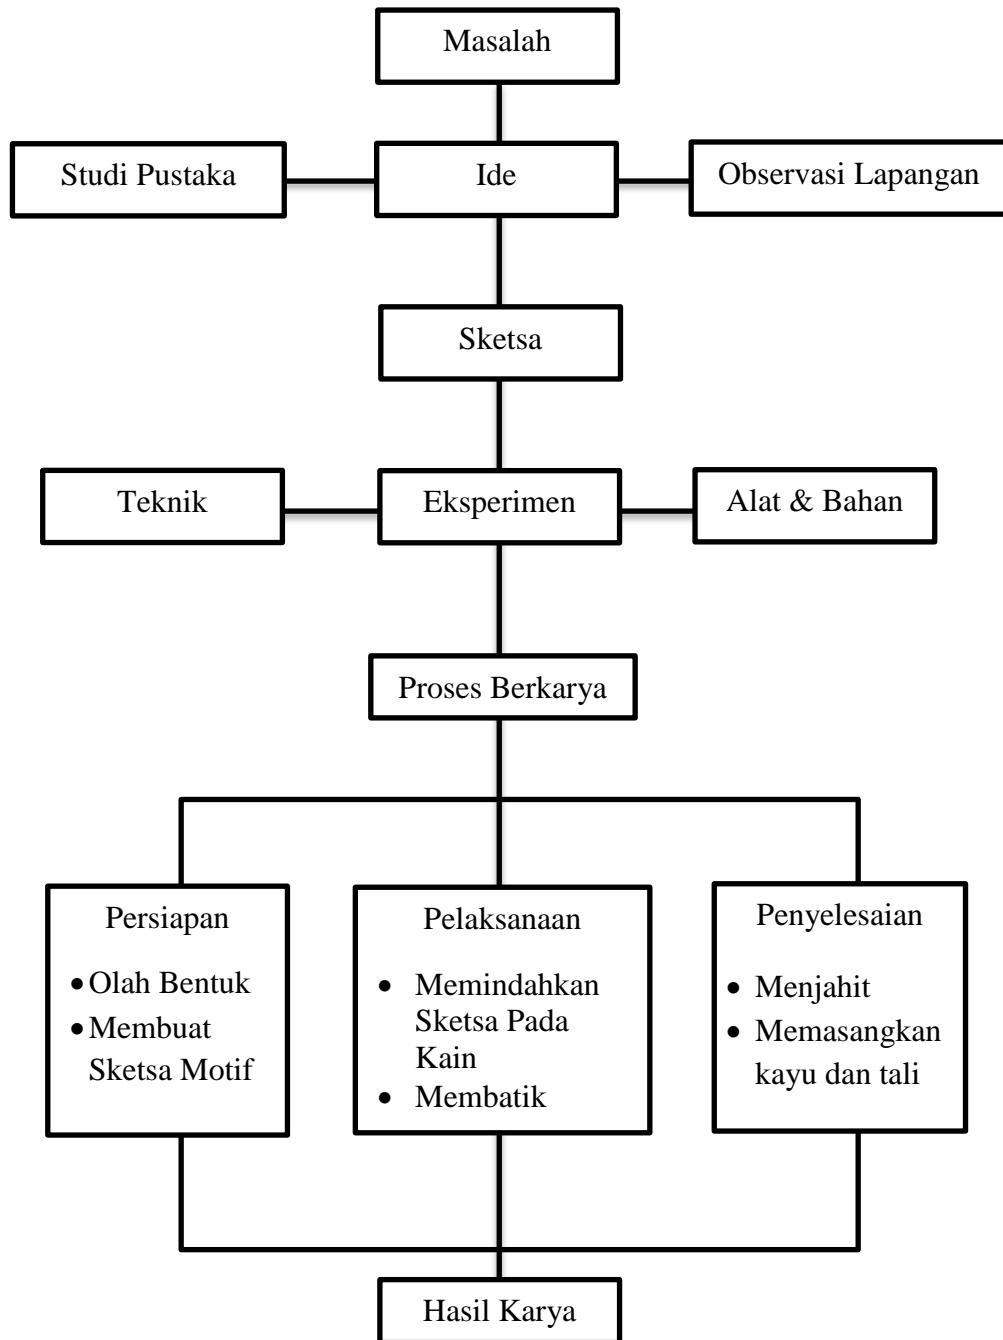 Masalah
Studi Pustaka
Ide
Observasi Lapangan
Sketsa
Teknik
Eksperimen
Alat & Bahan
Proses Berkarya
Persiapan
• Olah Bentuk
• Membuat
Sketsa Motif
Pelaksanaan
• Memindahkan
Sketsa Pada
Kain
• Membatik
Penyelesaian
• Menjahit
• Memasangkan
kayu dan tali
Hasil Karya